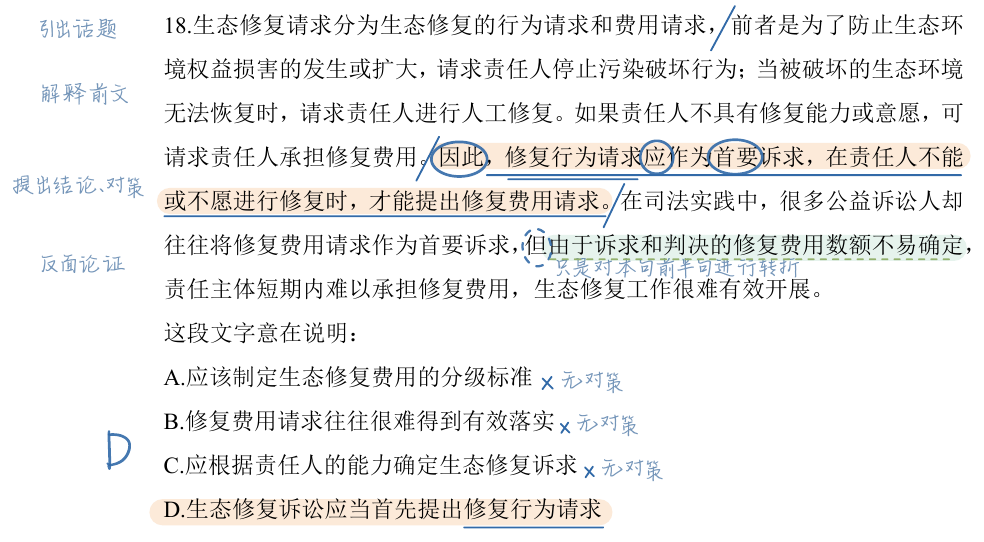 引出话题
18.生态修复请求分为生态修复的行为请求和费用请求，前者是为了防止生态环
境权益损害的发生或扩大，请求责任人停止污染破坏行为；当被破坏的生态环境
解释前文
无法恢复时，请求责任人进行人工修复。如果责任人不具有修复能力或意愿，可
请求责任人承担修复费用。因此，修复行为请求应作为首要诉求，在责任人不能
提出结论、对策
或不愿进行修复时，才能提出修复费用请求。在司法实践中，很多公益诉讼人却
往往将修复费用请求作为首要诉求，但由于诉求和判决的修复费用数额不易确定，
反面论证
只是对本句前半句进行转折
责任主体短期内难以承担修复费用，生态修复工作很难有效开展。
这段文字意在说明：
A.应该制定生态修复费用的分级标准 x 无对策
B.修复费用请求往往很难得到有效落实 x 无对策
D
C.应根据责任人的能力确定生态修复诉求 x 无对策
D.生态修复诉讼应当首先提出修复行为请求